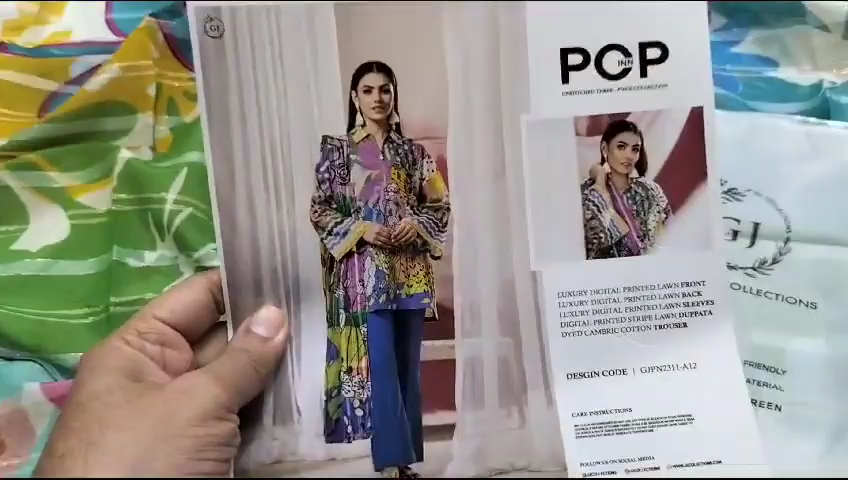 GJ
POP
INN
UNSTITCHED THREE
LUXURY DIGITAL PRINTED LAWN FRONT
LUXURY DIGITAL PRINTED LAWN BACK
LUXURY DIGITAL PRINTED LAWN SLEEVES
DIGITAL PRINTED STRIPE LAWN DUPPATA
DYED CAMBRIC COTTON TROUSER
DESGIN CODE | GJPN2311-A12
CARE INSTRUCTIONS
FOLLOW US ON SOCIAL MEDIA
GJ
COLLECTIONS
FRIENDLY
MATERIAL
REEN